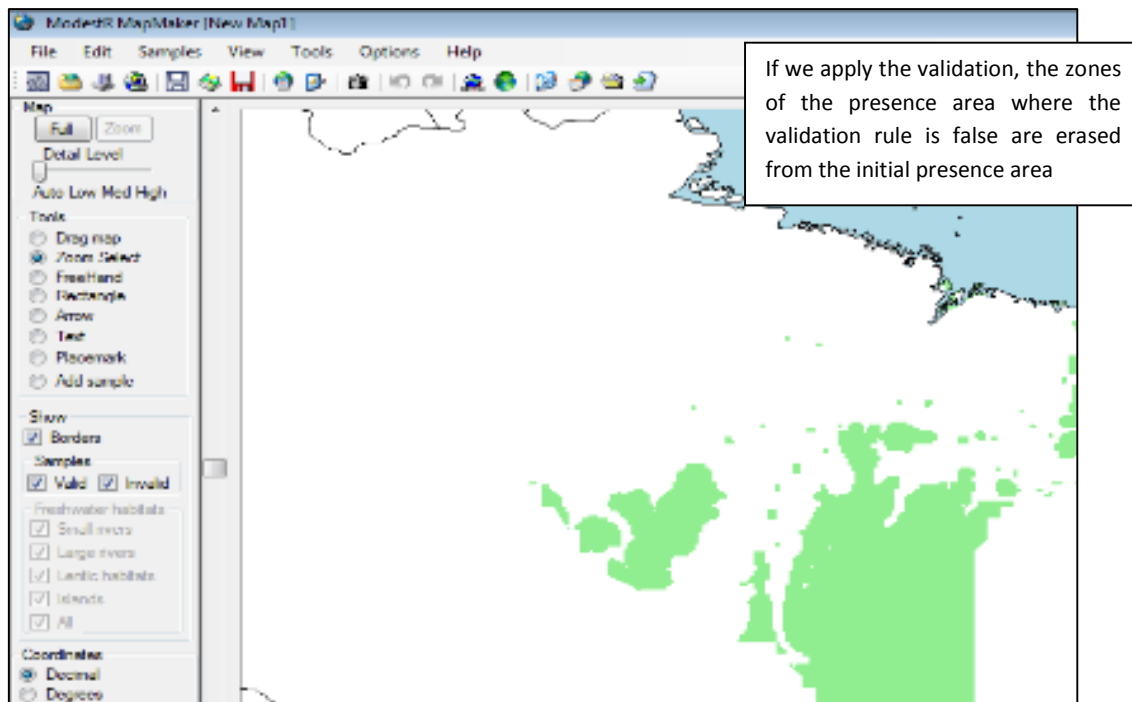 ModestR MapMaker [New Map1]
File Edit Samples View Tools Options Help
If we apply the validation, the zones
of the presence area where the
validation rule is false are erased
from the initial presence area
Map
Full Zoom
Detail Level
Auto Low Med High
Tools
Drag map
Zoom Select
FreeHand
Rectangle
Arrow
Text
Placemark
Add sample
Show
Borders
Samples
Valid Invalid
Freshwater habitats
Small rivers
Large rivers
Lentic habitats
Islands
All
Coordinates
Decimal
Degrees